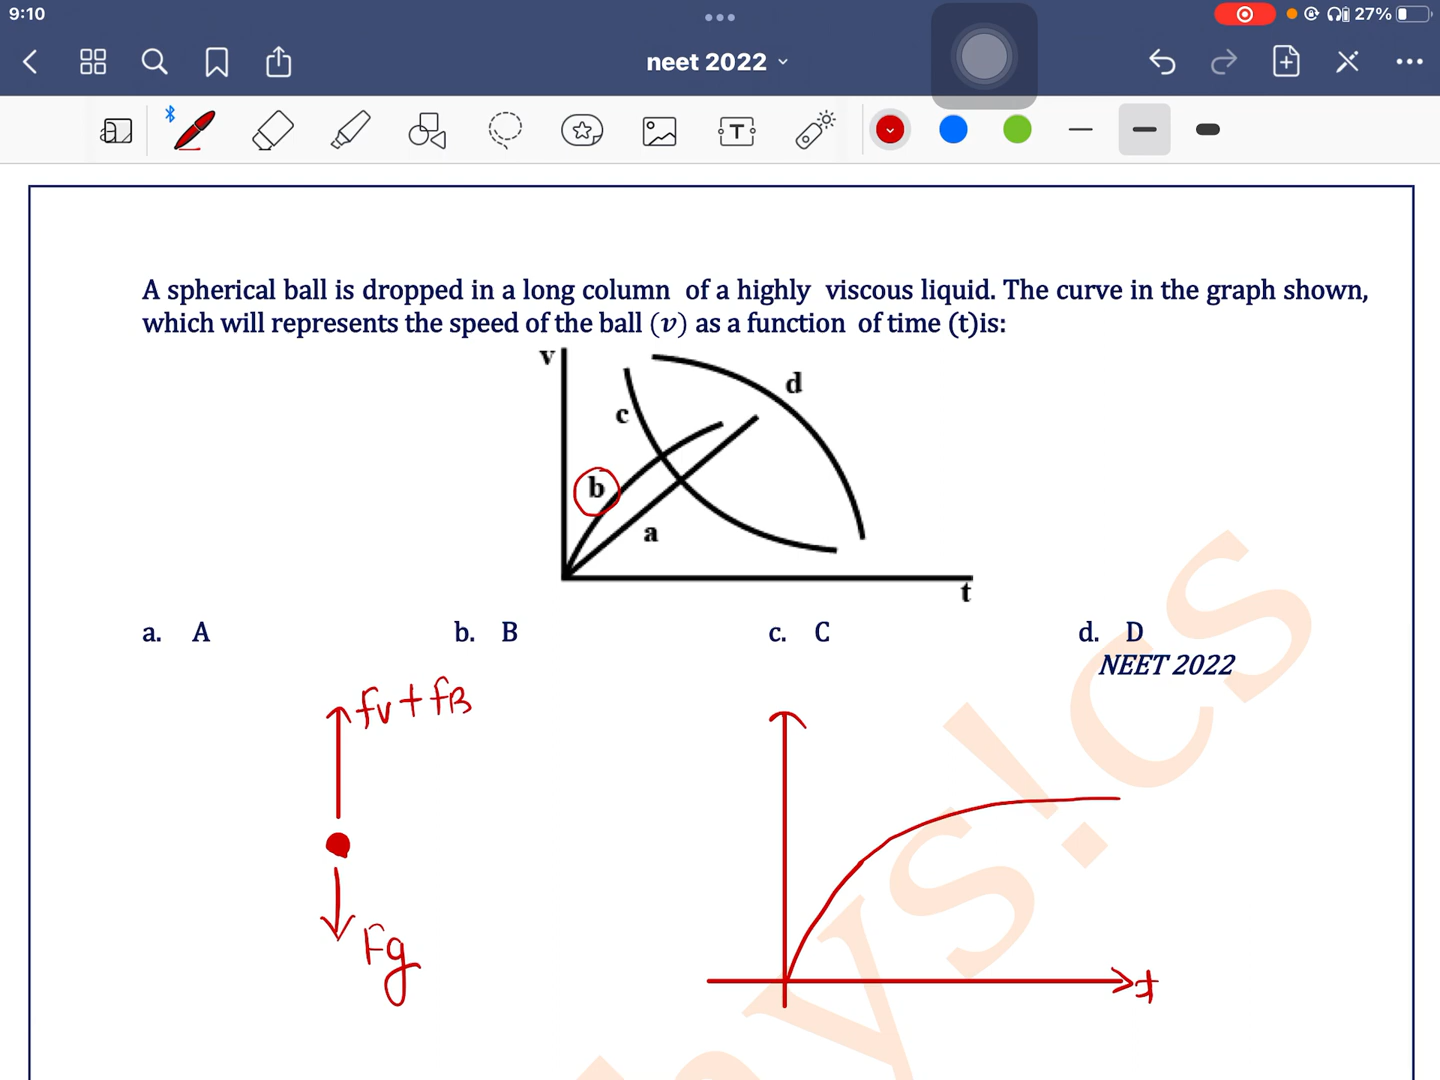 9:10
27%
neet 2022
T
A spherical ball is dropped in a long column of a highly viscous liquid. The curve in the graph shown,
which will represents the speed of the ball (v) as a function of time (t)is:
v
d
c
b
a
t
a. A b. B c. C d. D
NEET 2022
fv + fB
Fg
t
ys!cs